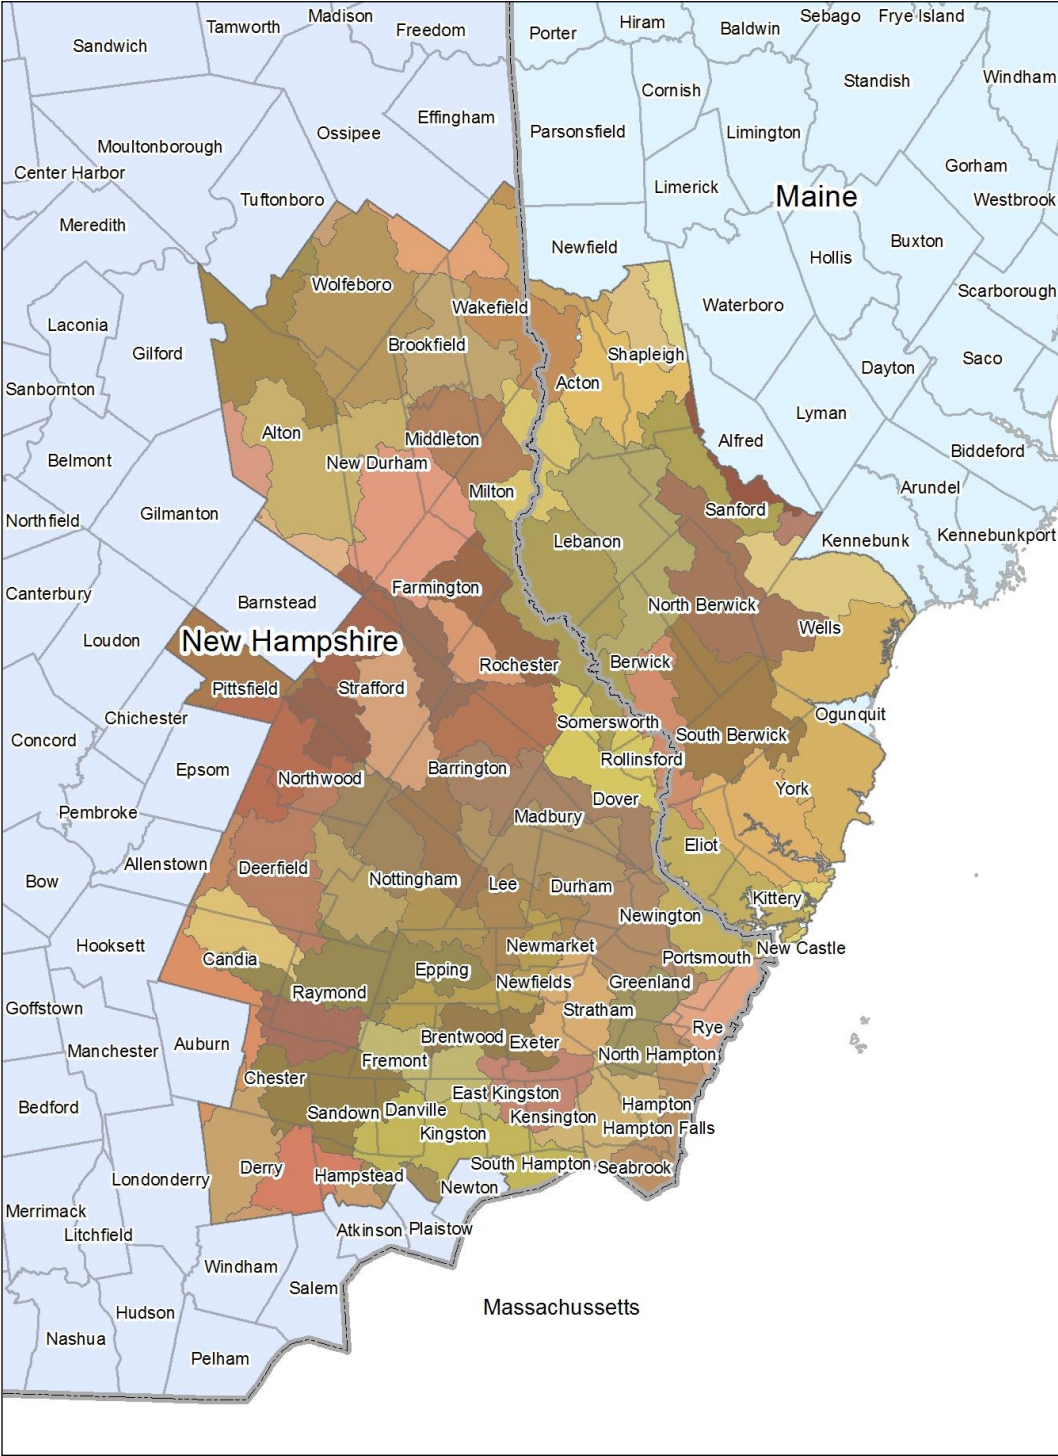 Madison
Sebago
Frye Island
Tamworth
Hiram
Baldwin
Freedom
Porter
Sandwich
Windham
Standish
Cornish
Effingham
Ossipee
Parsonsfield
Limington
Moultonborough
Gorham
Center Harbor
Limerick
Maine
Tuftonboro
Westbrook
Meredith
Buxton
Newfield
Hollis
Wolfeboro
Scarborough
Waterboro
Wakefield
Laconia
Brookfield
Gilford
Shapleigh
Saco
Dayton
Acton
Sanbornton
Lyman
Alton
Middleton
Alfred
Biddeford
Belmont
New Durham
Arundel
Milton
Sanford
Gilmanton
Northfield
Kennebunkport
Lebanon
Kennebunk
Farmington
Canterbury
Barnstead
North Berwick
Wells
Loudon
New Hampshire
Berwick
Rochester
Pittsfield
Strafford
Ogunquit
Chichester
Somersworth
South Berwick
Concord
Rollinsford
Epsom
Barrington
Northwood
York
Dover
Pembroke
Madbury
Eliot
Allenstown
Deerfield
Nottingham
Lee
Durham
Bow
Kittery
Newington
Hooksett
Newmarket
New Castle
Candia
Portsmouth
Epping
Newfields
Greenland
Raymond
Goffstown
Stratham
Rye
Brentwood
Exeter
Auburn
Manchester
North Hampton
Fremont
Chester
East Kingston
Bedford
Hampton
Danville
Sandown
Kensington
Hampton Falls
Kingston
South Hampton
Seabrook
Derry
Hampstead
Londonderry
Newton
Merrimack
Atkinson
Plaistow
Litchfield
Windham
Salem
Massachussetts
Hudson
Nashua
Pelham